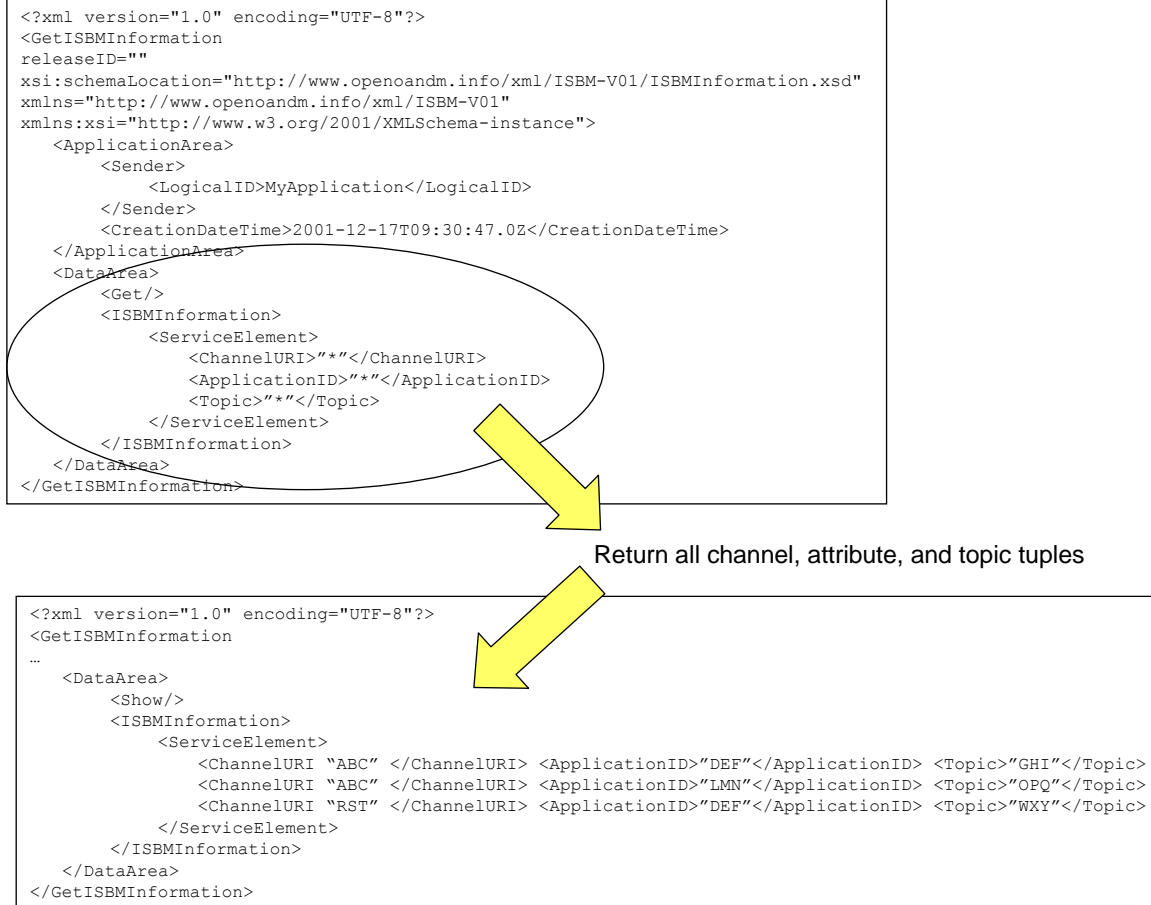 <?xml version="1.0" encoding="UTF-8"?>
<GetISBMInformation
releaseID=""
xsi:schemaLocation="http://www.openoandm.info/xml/ISBM-V01/ISBMInformation.xsd"
xmlns="http://www.openoandm.info/xml/ISBM-V01"
xmlns:xsi="http://www.w3.org/2001/XMLSchema-instance">
<ApplicationArea>
<Sender>
<LogicalID>MyApplication</LogicalID>
</Sender>
<CreationDateTime>2001-12-17T09:30:47.0Z</CreationDateTime>
</ApplicationArea>
<DataArea>
<Get/>
<ISBMInformation>
<ServiceElement>
<ChannelURI>”*”</ChannelURI>
<ApplicationID>”*”</ApplicationID>
<Topic>”*”</Topic>
</ServiceElement>
</ISBMInformation>
</DataArea>
</GetISBMInformation>
Return all channel, attribute, and topic tuples
<?xml version="1.0" encoding="UTF-8"?>
<GetISBMInformation
…
<DataArea>
<Show/>
<ISBMInformation>
<ServiceElement>
<ChannelURI “ABC” </ChannelURI> <ApplicationID>”DEF”</ApplicationID> <Topic>”GHI”</Topic>
<ChannelURI “ABC” </ChannelURI> <ApplicationID>”LMN”</ApplicationID> <Topic>”OPQ”</Topic>
<ChannelURI “RST” </ChannelURI> <ApplicationID>”DEF”</ApplicationID> <Topic>”WXY”</Topic>
</ServiceElement>
</ISBMInformation>
</DataArea>
</GetISBMInformation>